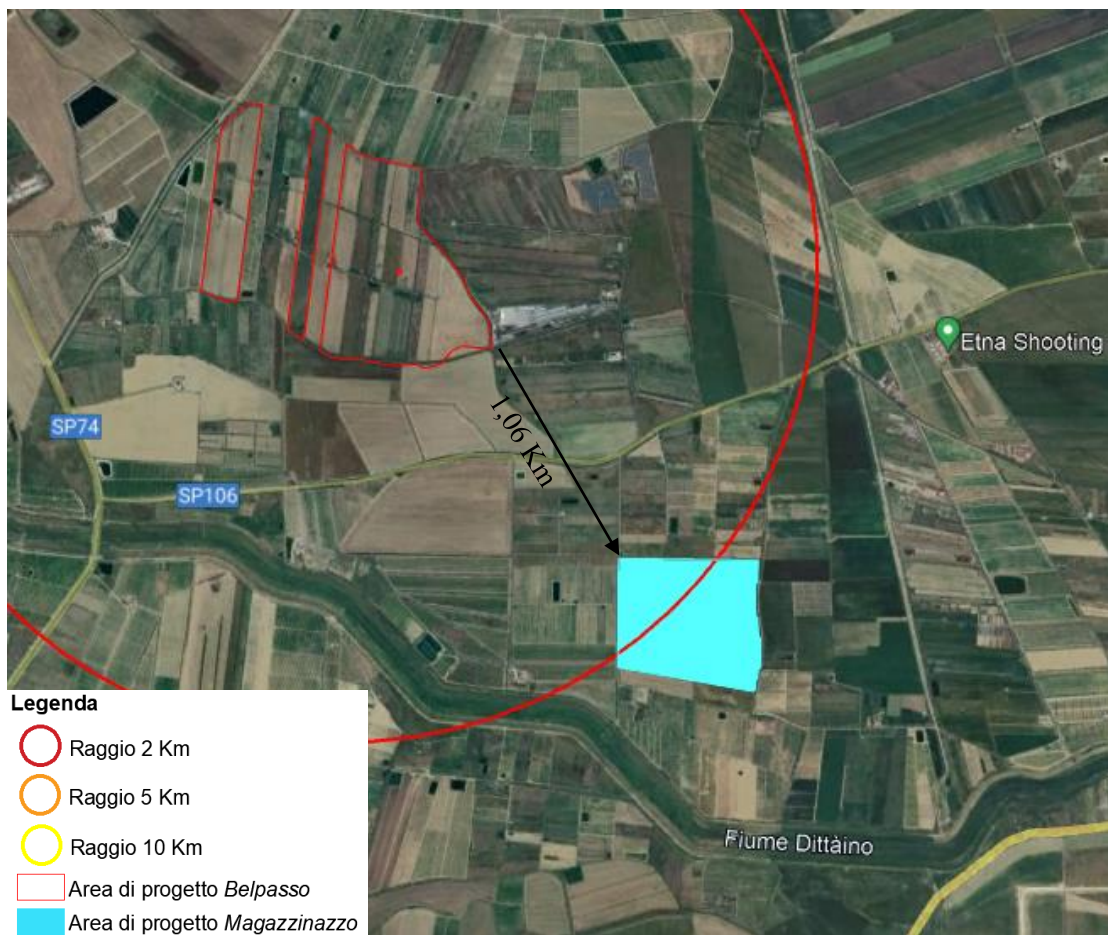 Etna Shooting
1,06 Km
SP74
SP106
Fiume Dittàino
Legenda
Raggio 2 Km
Raggio 5 Km
Raggio 10 Km
Area di progetto Belpasso
Area di progetto Magazzinazzo